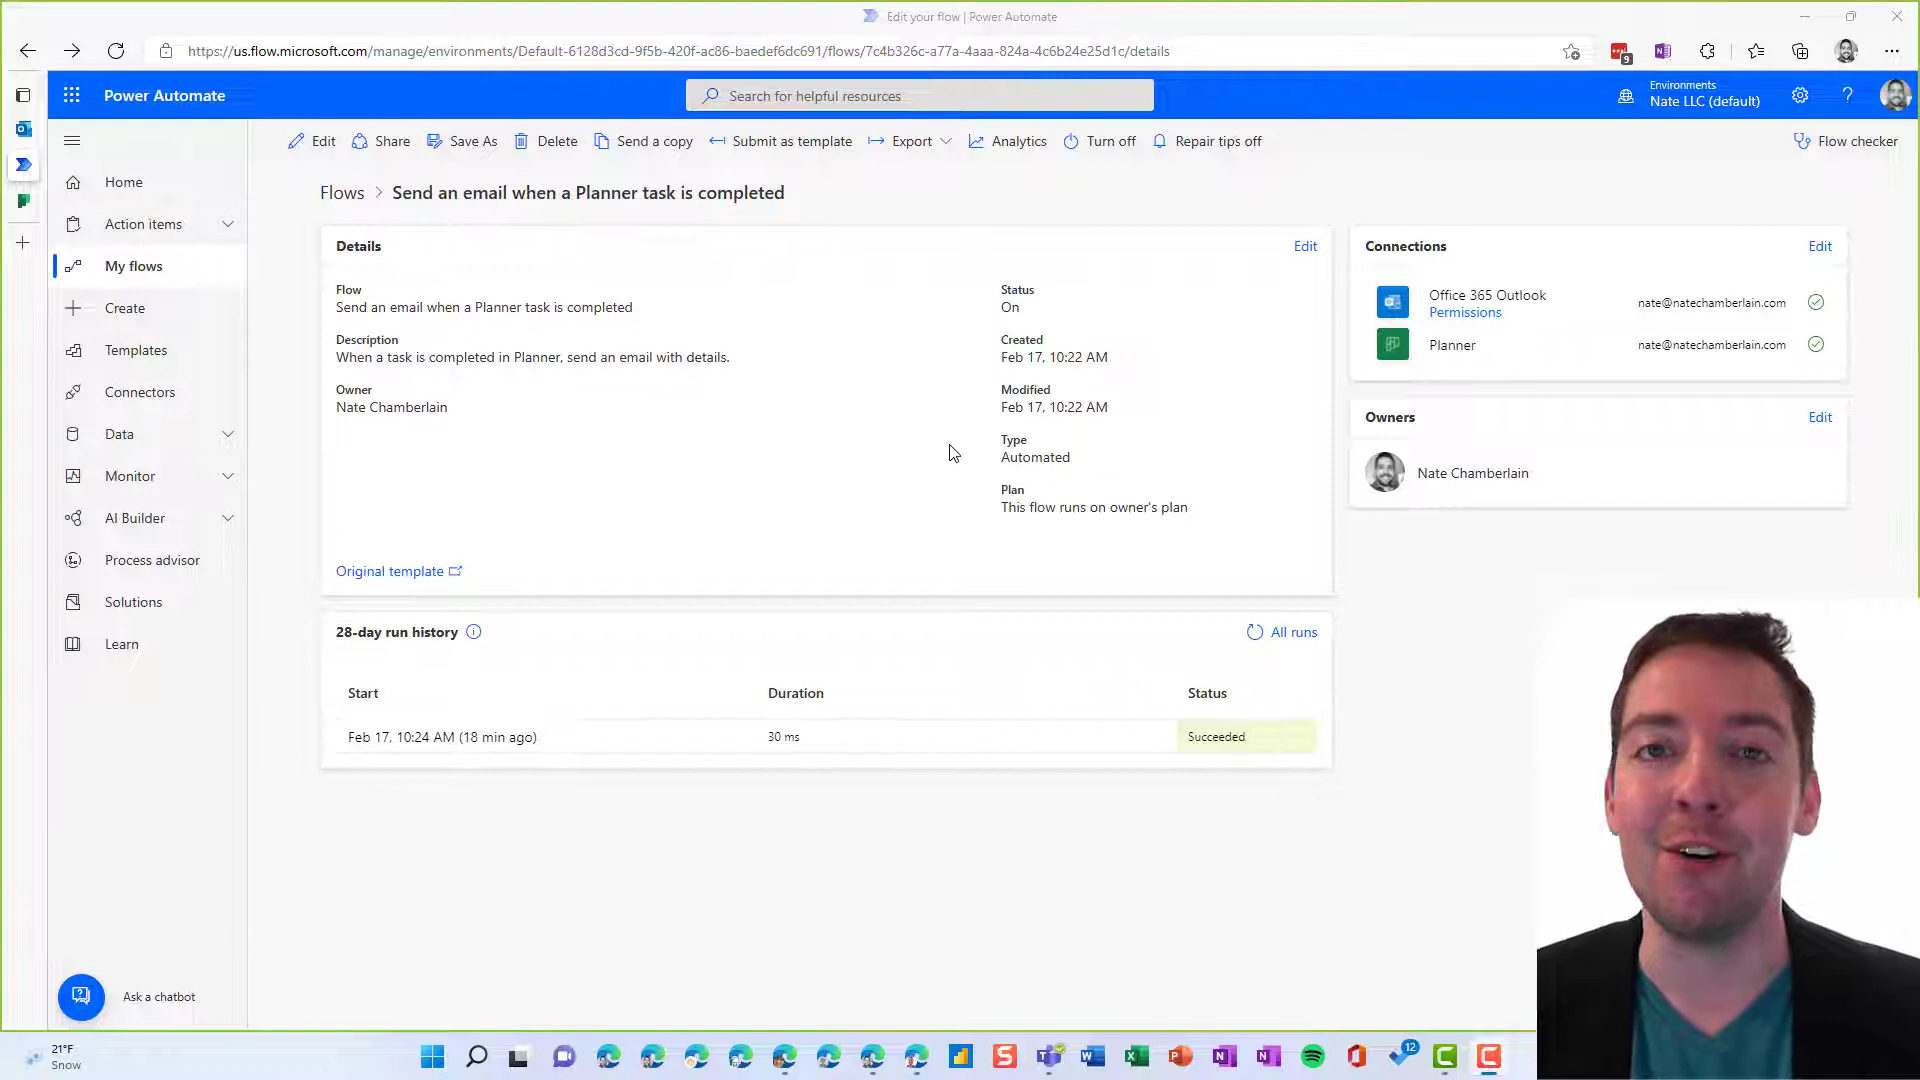 Edit your flow | Power Automate
https://us.flow.microsoft.com/manage/environments/Default-6128d3cd-9f5b-420f-ac86-baedef6dc691/flows/7c4b326c-a77a-4aaa-824a-4c6b24e25d1c/details
9
Power Automate
Search for helpful resources
Environments
Nate LLC (default)
?
Edit
Share
Save As
Delete
Send a copy
Submit as template
Export
Analytics
Turn off
Repair tips off
Flow checker
Home
Action items
My flows
Create
Templates
Connectors
Data
Monitor
AI Builder
Process advisor
Solutions
Learn
Ask a chatbot
Flows > Send an email when a Planner task is completed
Details
Edit
Flow
Send an email when a Planner task is completed
Description
When a task is completed in Planner, send an email with details.
Owner
Nate Chamberlain
Status
On
Created
Feb 17, 10:22 AM
Modified
Feb 17, 10:22 AM
Type
Automated
Plan
This flow runs on owner's plan
Original template
Connections
Edit
Office 365 Outlook
Permissions
nate@natechamberlain.com
Planner
nate@natechamberlain.com
Owners
Edit
Nate Chamberlain
28-day run history
All runs
Start
Duration
Status
Feb 17, 10:24 AM (18 min ago)
30 ms
Succeeded
21°F
Snow
12